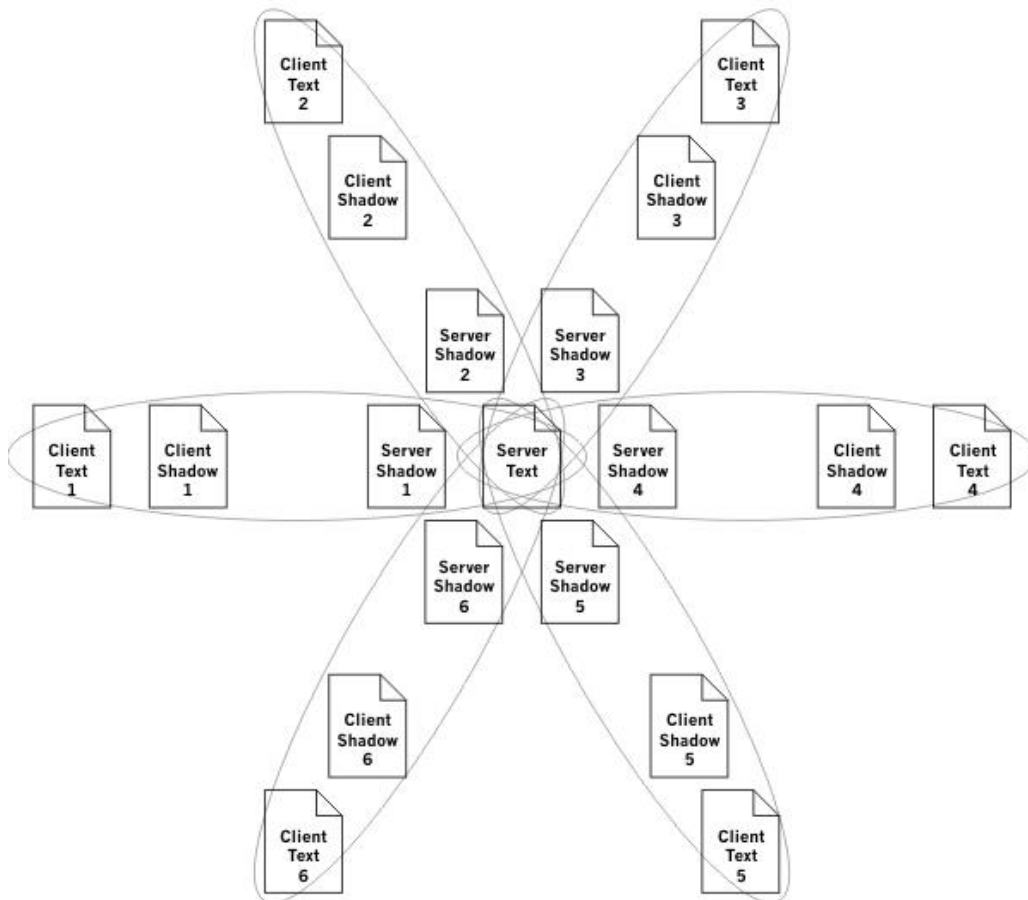 Client
Text
2
Client
Text
3
Client
Shadow
2
Client
Shadow
3
Server
Shadow
2
Server
Shadow
3
Client
Text
1
Client
Shadow
1
Server
Shadow
1
Server
Text
Server
Shadow
4
Client
Shadow
4
Client
Text
4
Server
Shadow
6
Server
Shadow
5
Client
Shadow
6
Client
Shadow
5
Client
Text
6
Client
Text
5